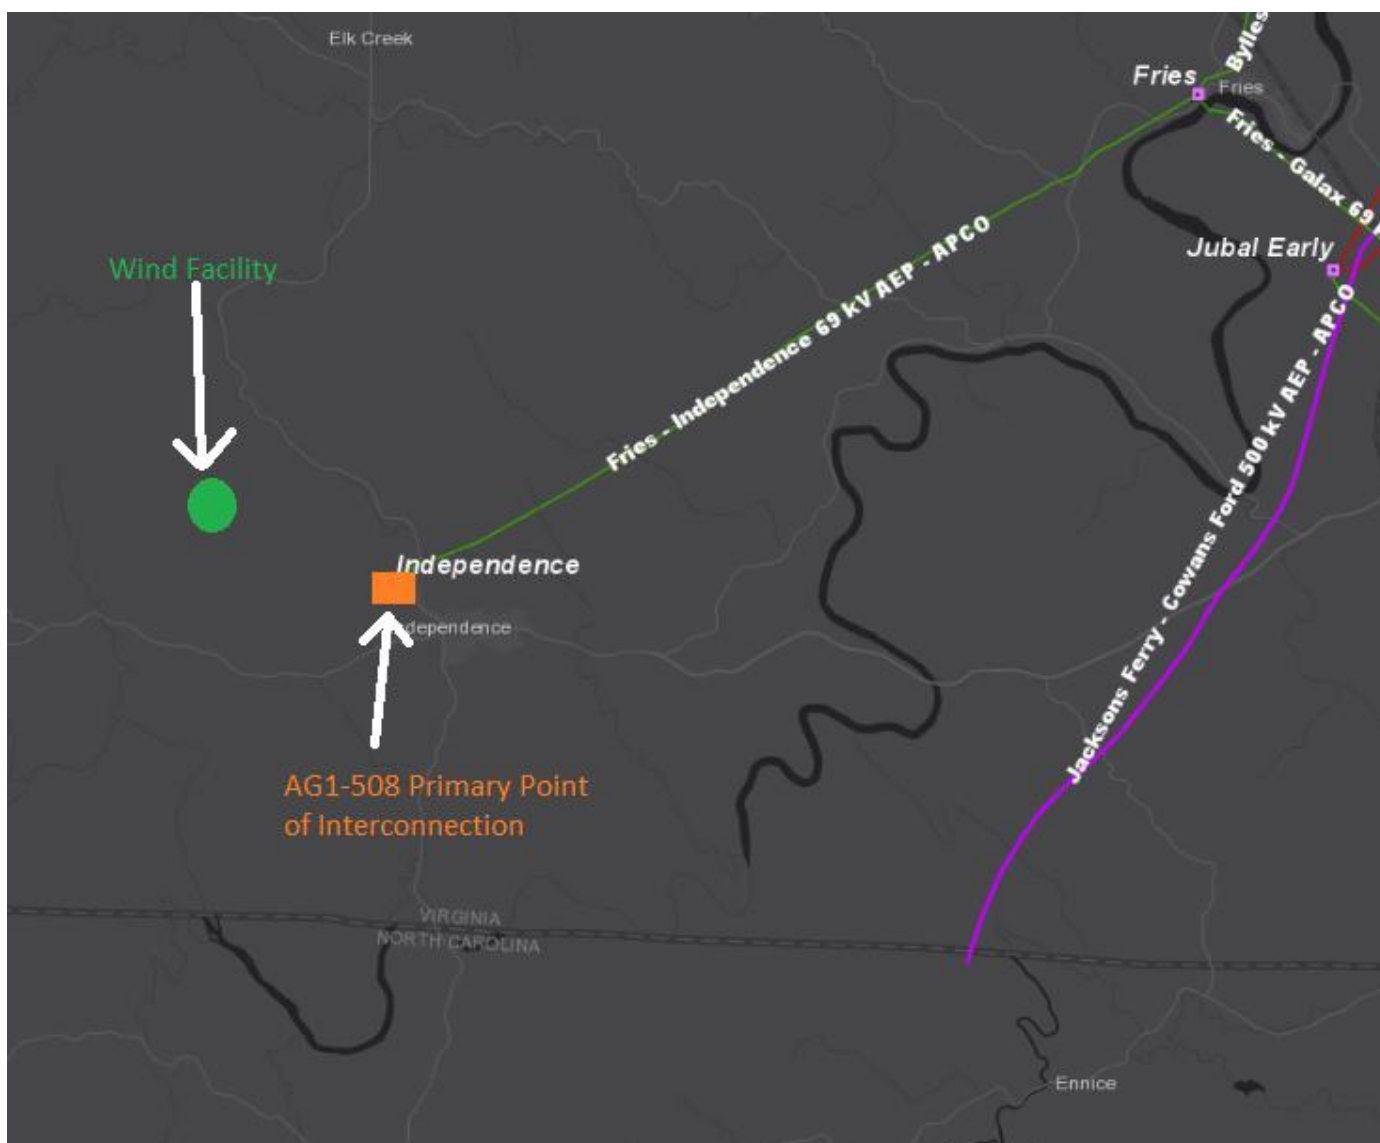 Elk Creek
Fries
Bylles
Fries
Fries - Galax 69 k
Jubal Early
Wind Facility
Fries - Independence 69 kV AEP - APCO
Jacksons Ferry - Cowans Ford 500 kV AEP - APCO
Independence
dependence
AG1-508 Primary Point
of Interconnection
VIRGINIA
NORTH CAROLINA
Ennice